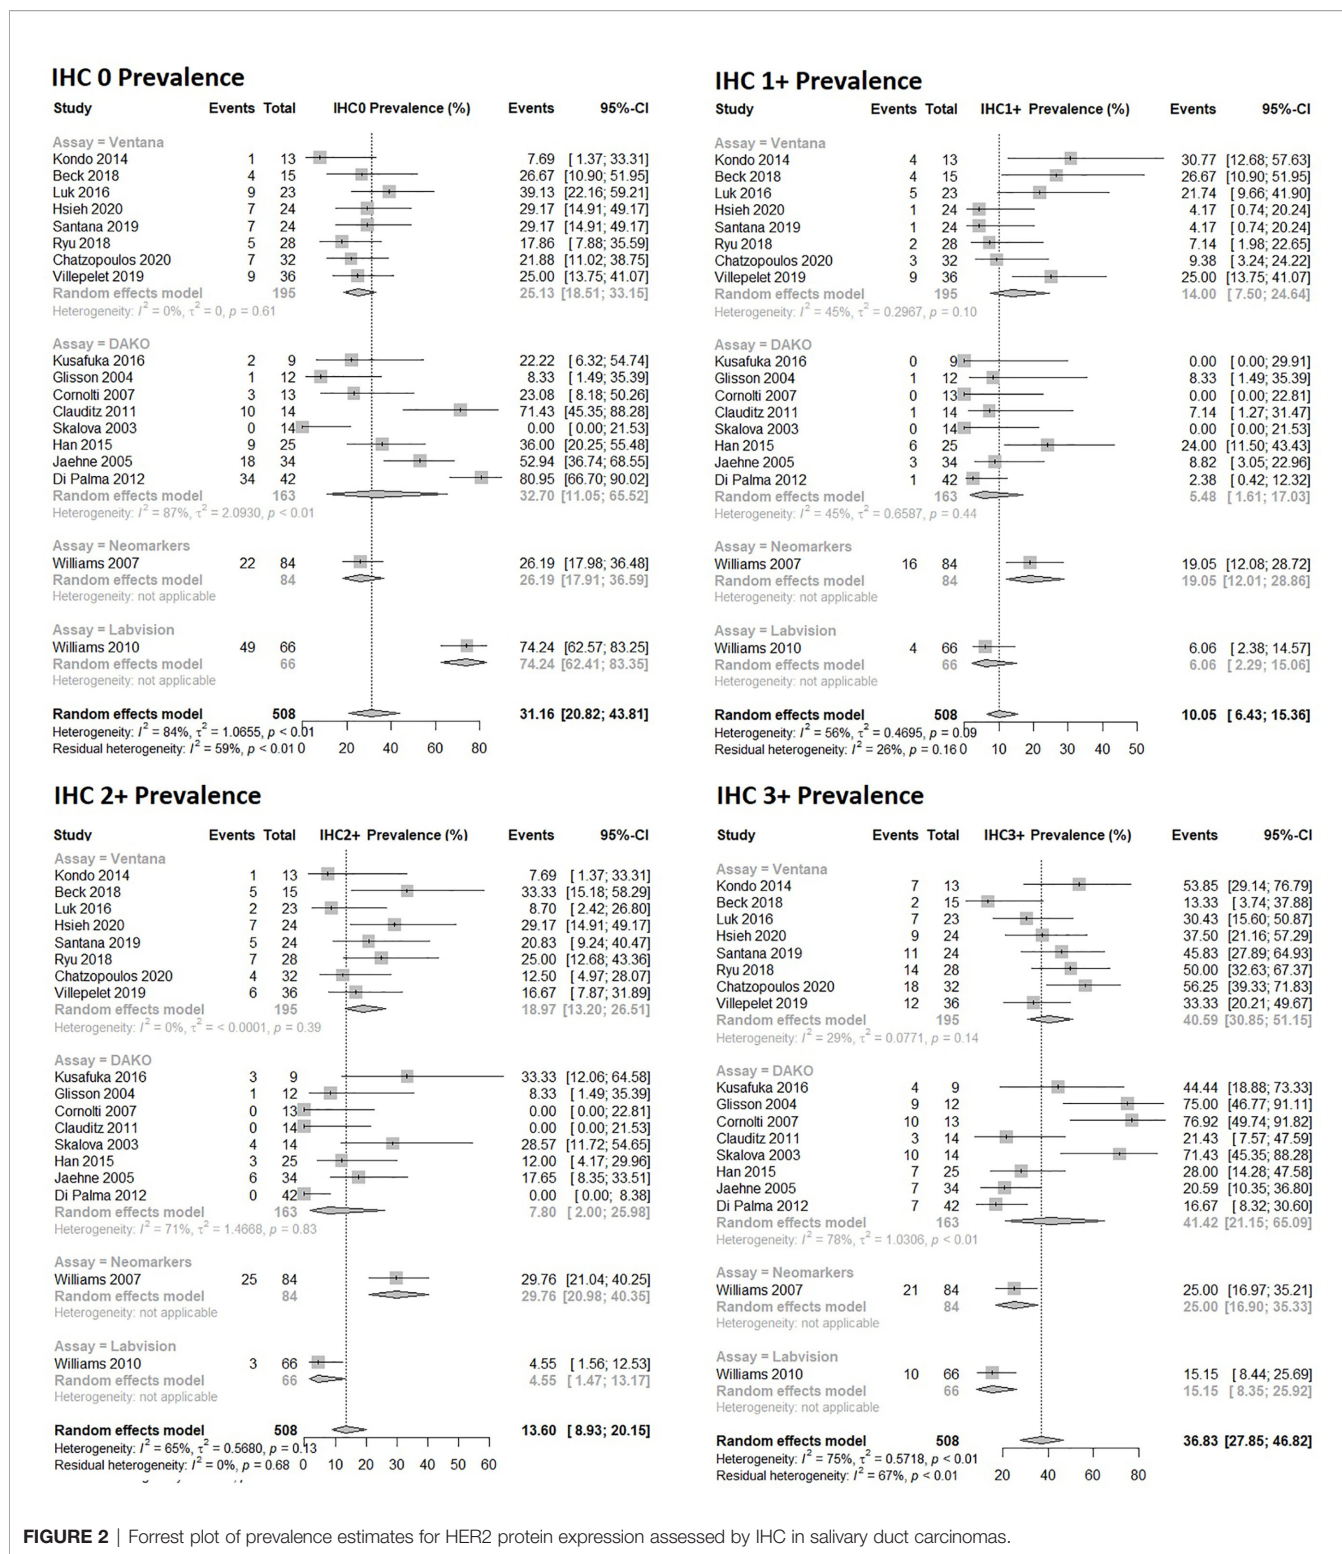 IHC 0 Prevalence
Study Events Total IHC0 Prevalence (%) Events 95%-CI
Assay = Ventana
Kondo 2014 1 13 7.69 [ 1.37; 33.31]
Beck 2018 4 15 26.67 [10.90; 51.95]
Luk 2016 9 23 39.13 [22.16; 59.21]
Hsieh 2020 7 24 29.17 [14.91; 49.17]
Santana 2019 7 24 29.17 [14.91; 49.17]
Ryu 2018 5 28 17.86 [ 7.88; 35.59]
Chatzopoulos 2020 7 32 21.88 [11.02; 38.75]
Villepelet 2019 9 36 25.00 [13.75; 41.07]
Random effects model 195 25.13 [18.51; 33.15]
Heterogeneity: I² = 0%, τ² = 0, p = 0.61
Assay = DAKO
Kusafuka 2016 2 9 22.22 [ 6.32; 54.74]
Glisson 2004 1 12 8.33 [ 1.49; 35.39]
Cornolti 2007 3 13 23.08 [ 8.18; 50.26]
Clauditz 2011 10 14 71.43 [45.35; 88.28]
Skalova 2003 0 14 0.00 [ 0.00; 21.53]
Han 2015 9 25 36.00 [20.25; 55.48]
Jaehne 2005 18 34 52.94 [36.74; 68.55]
Di Palma 2012 34 42 80.95 [66.70; 90.02]
Random effects model 163 32.70 [11.05; 65.52]
Heterogeneity: I² = 87%, τ² = 2.0930, p < 0.01
Assay = Neomarkers
Williams 2007 22 84 26.19 [17.98; 36.48]
Random effects model 84 26.19 [17.91; 36.59]
Heterogeneity: not applicable
Assay = Labvision
Williams 2010 49 66 74.24 [62.57; 83.25]
Random effects model 66 74.24 [62.41; 83.35]
Heterogeneity: not applicable
Random effects model 508 31.16 [20.82; 43.81]
Heterogeneity: I² = 84%, τ² = 1.0655, p < 0.01
Residual heterogeneity: I² = 59%, p < 0.01 0 20 40 60 80
IHC 1+ Prevalence
Study Events Total IHC1+ Prevalence (%) Events 95%-CI
Assay = Ventana
Kondo 2014 4 13 30.77 [12.68; 57.63]
Beck 2018 4 15 26.67 [10.90; 51.95]
Luk 2016 5 23 21.74 [ 9.66; 41.90]
Hsieh 2020 1 24 4.17 [ 0.74; 20.24]
Santana 2019 1 24 4.17 [ 0.74; 20.24]
Ryu 2018 2 28 7.14 [ 1.98; 22.65]
Chatzopoulos 2020 3 32 9.38 [ 3.24; 24.22]
Villepelet 2019 9 36 25.00 [13.75; 41.07]
Random effects model 195 14.00 [ 7.50; 24.64]
Heterogeneity: I² = 45%, τ² = 0.2967, p = 0.10
Assay = DAKO
Kusafuka 2016 0 9 0.00 [ 0.00; 29.91]
Glisson 2004 1 12 8.33 [ 1.49; 35.39]
Cornolti 2007 0 13 0.00 [ 0.00; 22.81]
Clauditz 2011 1 14 7.14 [ 1.27; 31.47]
Skalova 2003 0 14 0.00 [ 0.00; 21.53]
Han 2015 6 25 24.00 [11.50; 43.43]
Jaehne 2005 3 34 8.82 [ 3.05; 22.96]
Di Palma 2012 1 42 2.38 [ 0.42; 12.32]
Random effects model 163 5.48 [ 1.61; 17.03]
Heterogeneity: I² = 45%, τ² = 0.6587, p = 0.44
Assay = Neomarkers
Williams 2007 16 84 19.05 [12.08; 28.72]
Random effects model 84 19.05 [12.01; 28.86]
Heterogeneity: not applicable
Assay = Labvision
Williams 2010 4 66 6.06 [ 2.38; 14.57]
Random effects model 66 6.06 [ 2.29; 15.06]
Heterogeneity: not applicable
Random effects model 508 10.05 [ 6.43; 15.36]
Heterogeneity: I² = 56%, τ² = 0.4695, p = 0.09
Residual heterogeneity: I² = 26%, p = 0.16 0 10 20 30 40 50
IHC 2+ Prevalence
Study Events Total IHC2+ Prevalence (%) Events 95%-CI
Assay = Ventana
Kondo 2014 1 13 7.69 [ 1.37; 33.31]
Beck 2018 5 15 33.33 [15.18; 58.29]
Luk 2016 2 23 8.70 [ 2.42; 26.80]
Hsieh 2020 7 24 29.17 [14.91; 49.17]
Santana 2019 5 24 20.83 [ 9.24; 40.47]
Ryu 2018 7 28 25.00 [12.68; 43.36]
Chatzopoulos 2020 4 32 12.50 [ 4.97; 28.07]
Villepelet 2019 6 36 16.67 [ 7.87; 31.89]
Random effects model 195 18.97 [13.20; 26.51]
Heterogeneity: I² = 0%, τ² = < 0.0001, p = 0.39
Assay = DAKO
Kusafuka 2016 3 9 33.33 [12.06; 64.58]
Glisson 2004 1 12 8.33 [ 1.49; 35.39]
Cornolti 2007 0 13 0.00 [ 0.00; 22.81]
Clauditz 2011 0 14 0.00 [ 0.00; 21.53]
Skalova 2003 4 14 28.57 [11.72; 54.65]
Han 2015 3 25 12.00 [ 4.17; 29.96]
Jaehne 2005 6 34 17.65 [ 8.35; 33.51]
Di Palma 2012 0 42 0.00 [ 0.00; 8.38]
Random effects model 163 7.80 [ 2.00; 25.98]
Heterogeneity: I² = 71%, τ² = 1.4668, p = 0.83
Assay = Neomarkers
Williams 2007 25 84 29.76 [21.04; 40.25]
Random effects model 84 29.76 [20.98; 40.35]
Heterogeneity: not applicable
Assay = Labvision
Williams 2010 3 66 4.55 [ 1.56; 12.53]
Random effects model 66 4.55 [ 1.47; 13.17]
Heterogeneity: not applicable
Random effects model 508 13.60 [ 8.93; 20.15]
Heterogeneity: I² = 65%, τ² = 0.5680, p = 0.13
Residual heterogeneity: I² = 0%, p = 0.68 0 10 20 30 40 50 60
IHC 3+ Prevalence
Study Events Total IHC3+ Prevalence (%) Events 95%-CI
Assay = Ventana
Kondo 2014 7 13 53.85 [29.14; 76.79]
Beck 2018 2 15 13.33 [ 3.74; 37.88]
Luk 2016 7 23 30.43 [15.60; 50.87]
Hsieh 2020 9 24 37.50 [21.16; 57.29]
Santana 2019 11 24 45.83 [27.89; 64.93]
Ryu 2018 14 28 50.00 [32.63; 67.37]
Chatzopoulos 2020 18 32 56.25 [39.33; 71.83]
Villepelet 2019 12 36 33.33 [20.21; 49.67]
Random effects model 195 40.59 [30.85; 51.15]
Heterogeneity: I² = 29%, τ² = 0.0771, p = 0.14
Assay = DAKO
Kusafuka 2016 4 9 44.44 [18.88; 73.33]
Glisson 2004 9 12 75.00 [46.77; 91.11]
Cornolti 2007 10 13 76.92 [49.74; 91.82]
Clauditz 2011 3 14 21.43 [ 7.57; 47.59]
Skalova 2003 10 14 71.43 [45.35; 88.28]
Han 2015 7 25 28.00 [14.28; 47.58]
Jaehne 2005 7 34 20.59 [10.35; 36.80]
Di Palma 2012 7 42 16.67 [ 8.32; 30.60]
Random effects model 163 41.42 [21.15; 65.09]
Heterogeneity: I² = 78%, τ² = 1.0306, p < 0.01
Assay = Neomarkers
Williams 2007 21 84 25.00 [16.97; 35.21]
Random effects model 84 25.00 [16.90; 35.33]
Heterogeneity: not applicable
Assay = Labvision
Williams 2010 10 66 15.15 [ 8.44; 25.69]
Random effects model 66 15.15 [ 8.35; 25.92]
Heterogeneity: not applicable
Random effects model 508 36.83 [27.85; 46.82]
Heterogeneity: I² = 75%, τ² = 0.5718, p < 0.01
Residual heterogeneity: I² = 67%, p < 0.01 20 40 60 80
FIGURE 2 | Forrest plot of prevalence estimates for HER2 protein expression assessed by IHC in salivary duct carcinomas.